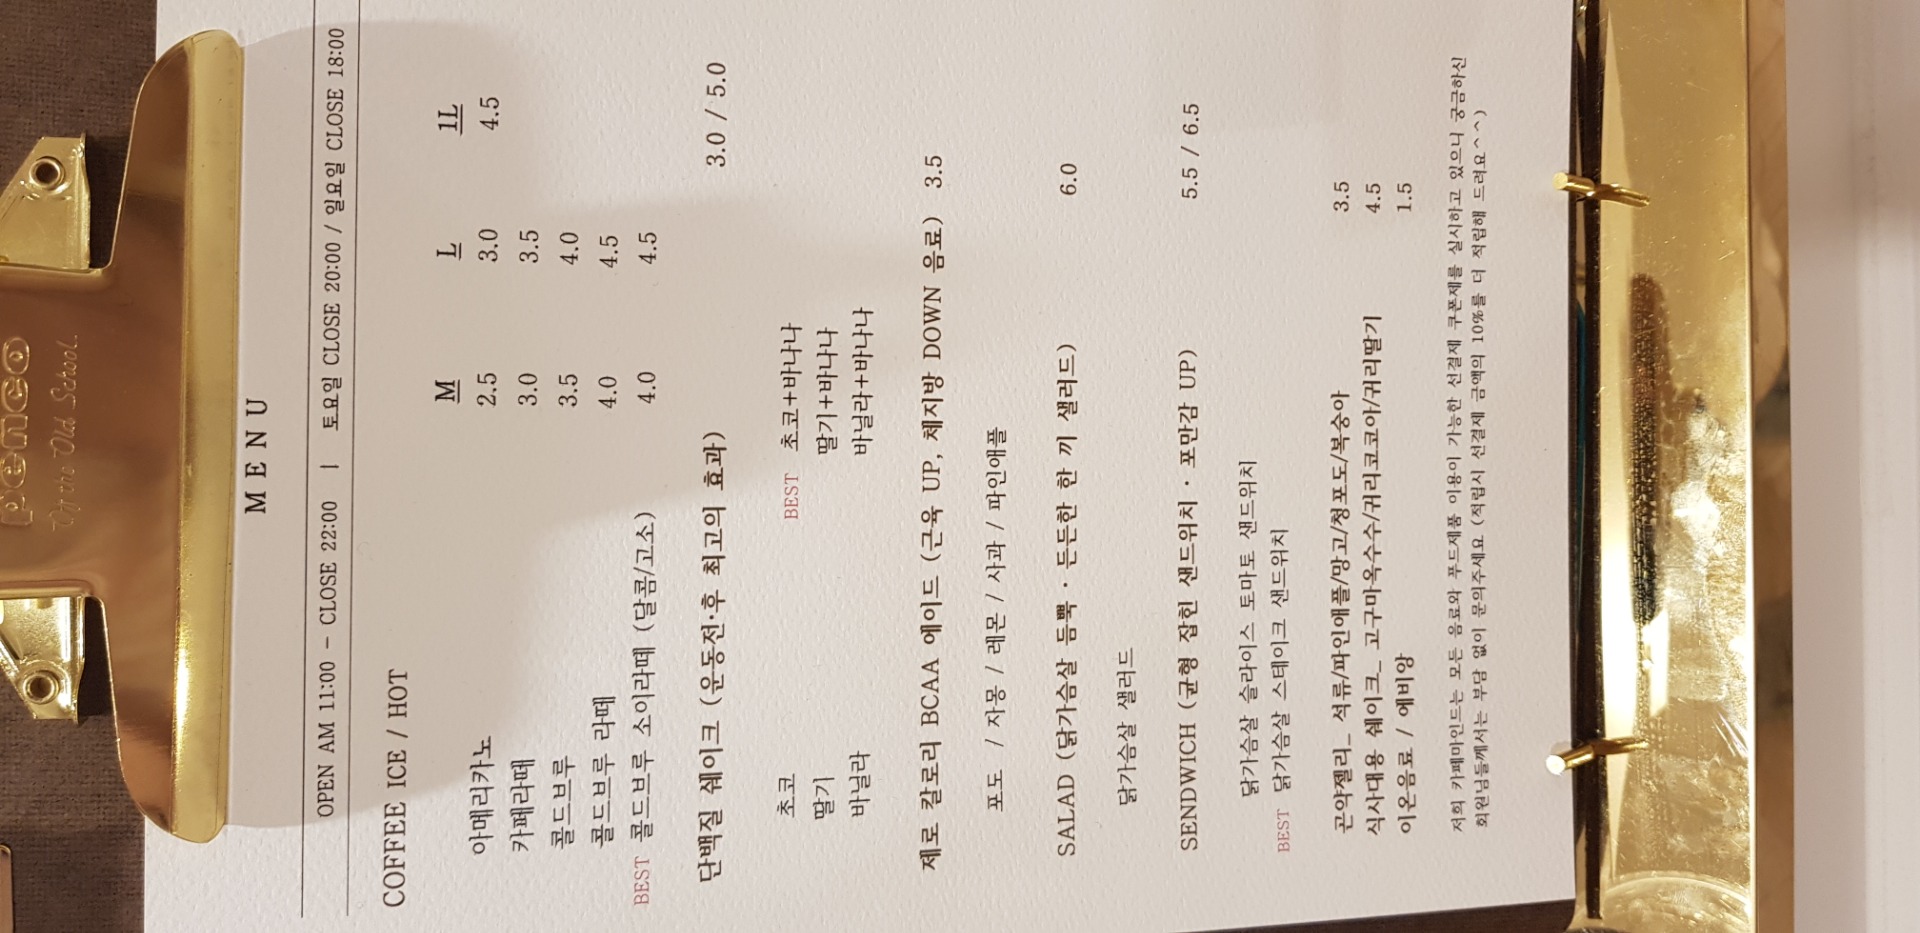 penco
On the Old School.
MENU
OPEN AM 11:00 - CLOSE 22:00 | 토요일 CLOSE 20:00 / 일요일 CLOSE 18:00
COFFEE ICE / HOT
M L 1L
아메리카노 2.5 3.0 4.5
카페라떼 3.0 3.5
콜드브루 3.5 4.0
콜드브루 라떼 4.0 4.5
BEST 콜드브루 소이라떼 (달콤/고소) 4.0 4.5
단백질 쉐이크 (운동전·후 최고의 효과) 3.0 / 5.0
초코 BEST 초코+바나나
딸기 딸기+바나나
바닐라 바닐라+바나나
제로 칼로리 BCAA 에이드 (근육 UP, 체지방 DOWN 음료) 3.5
포도 / 자몽 / 레몬 / 사과 / 파인애플
SALAD (닭가슴살 듬뿍 · 든든한 한 끼 샐러드) 6.0
닭가슴살 샐러드
SENDWICH (균형 잡힌 샌드위치 · 포만감 UP) 5.5 / 6.5
닭가슴살 슬라이스 토마토 샌드위치
BEST 닭가슴살 스테이크 샌드위치
곤약젤리_ 석류/파인애플/망고/청포도/복숭아 3.5
식사대용 쉐이크_ 고구마/옥수수/귀리코코아/귀리딸기 4.5
이온음료 / 에비앙 1.5
저희 카페마인드는 모든 음료와 푸드제품 이용이 가능한 선결제 쿠폰제를 실시하고 있으니 궁금하신
회원님들께서는 부담 없이 문의주세요 (적립시 선결제 금액의 10%를 더 적립해 드려요^^)